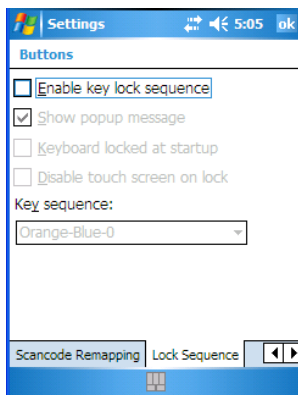 Settings 5:05 ok
Buttons
Enable key lock sequence
Show popup message
Keyboard locked at startup
Disable touch screen on lock
Key sequence:
Orange-Blue-0
Scancode Remapping Lock Sequence